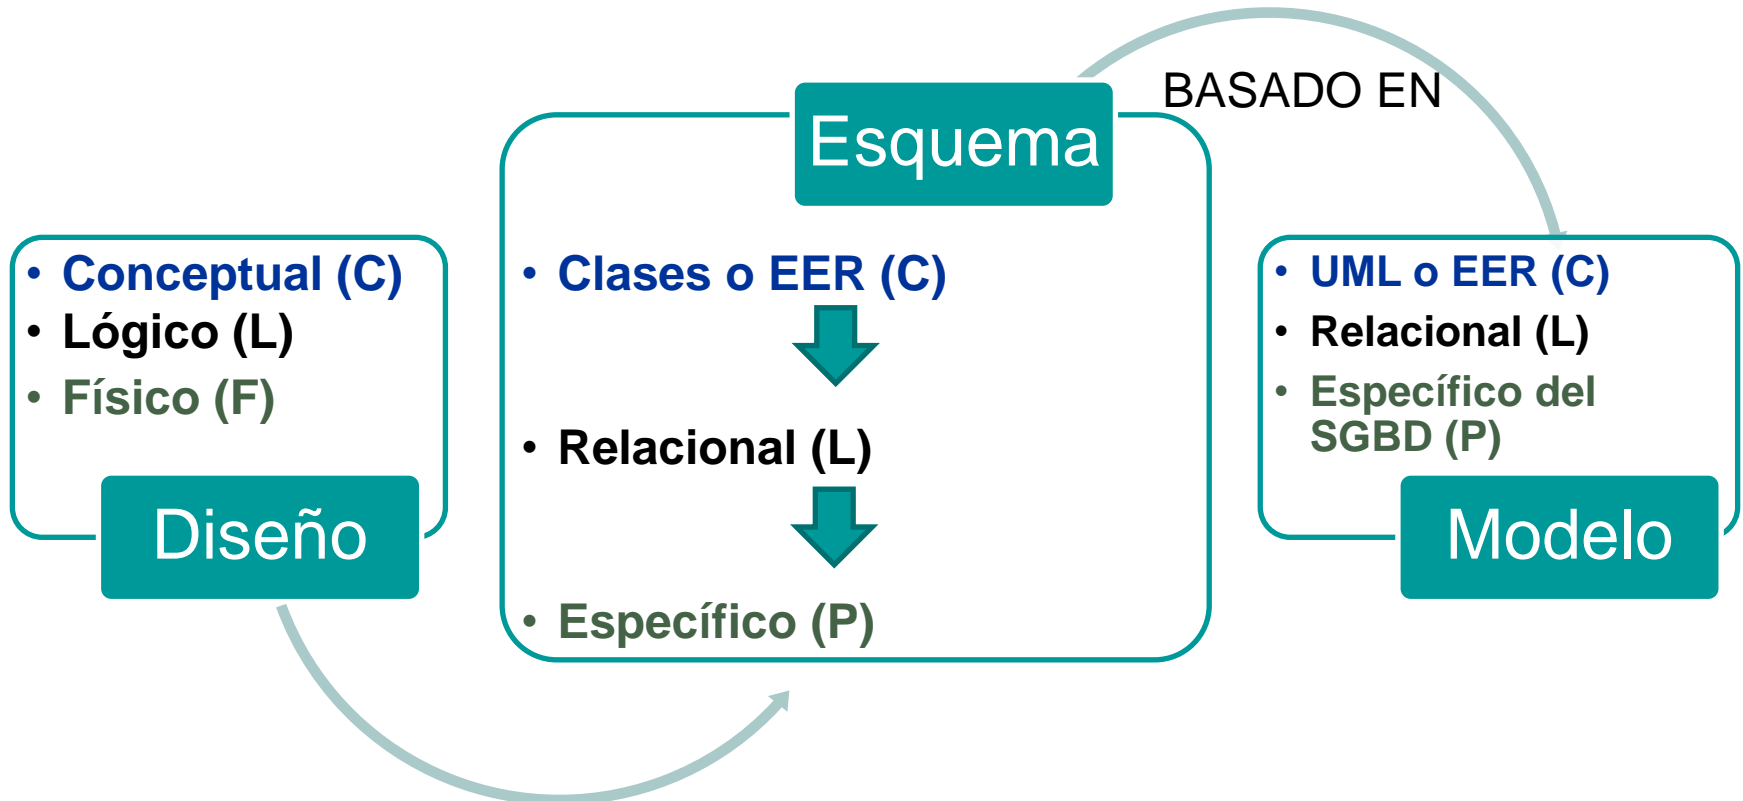 • Conceptual (C)
• Lógico (L)
• Físico (F)
Diseño
Esquema
• Clases o EER (C)
• Relacional (L)
• Específico (P)
BASADO EN
• UML o EER (C)
• Relacional (L)
• Específico del
SGBD (P)
Modelo